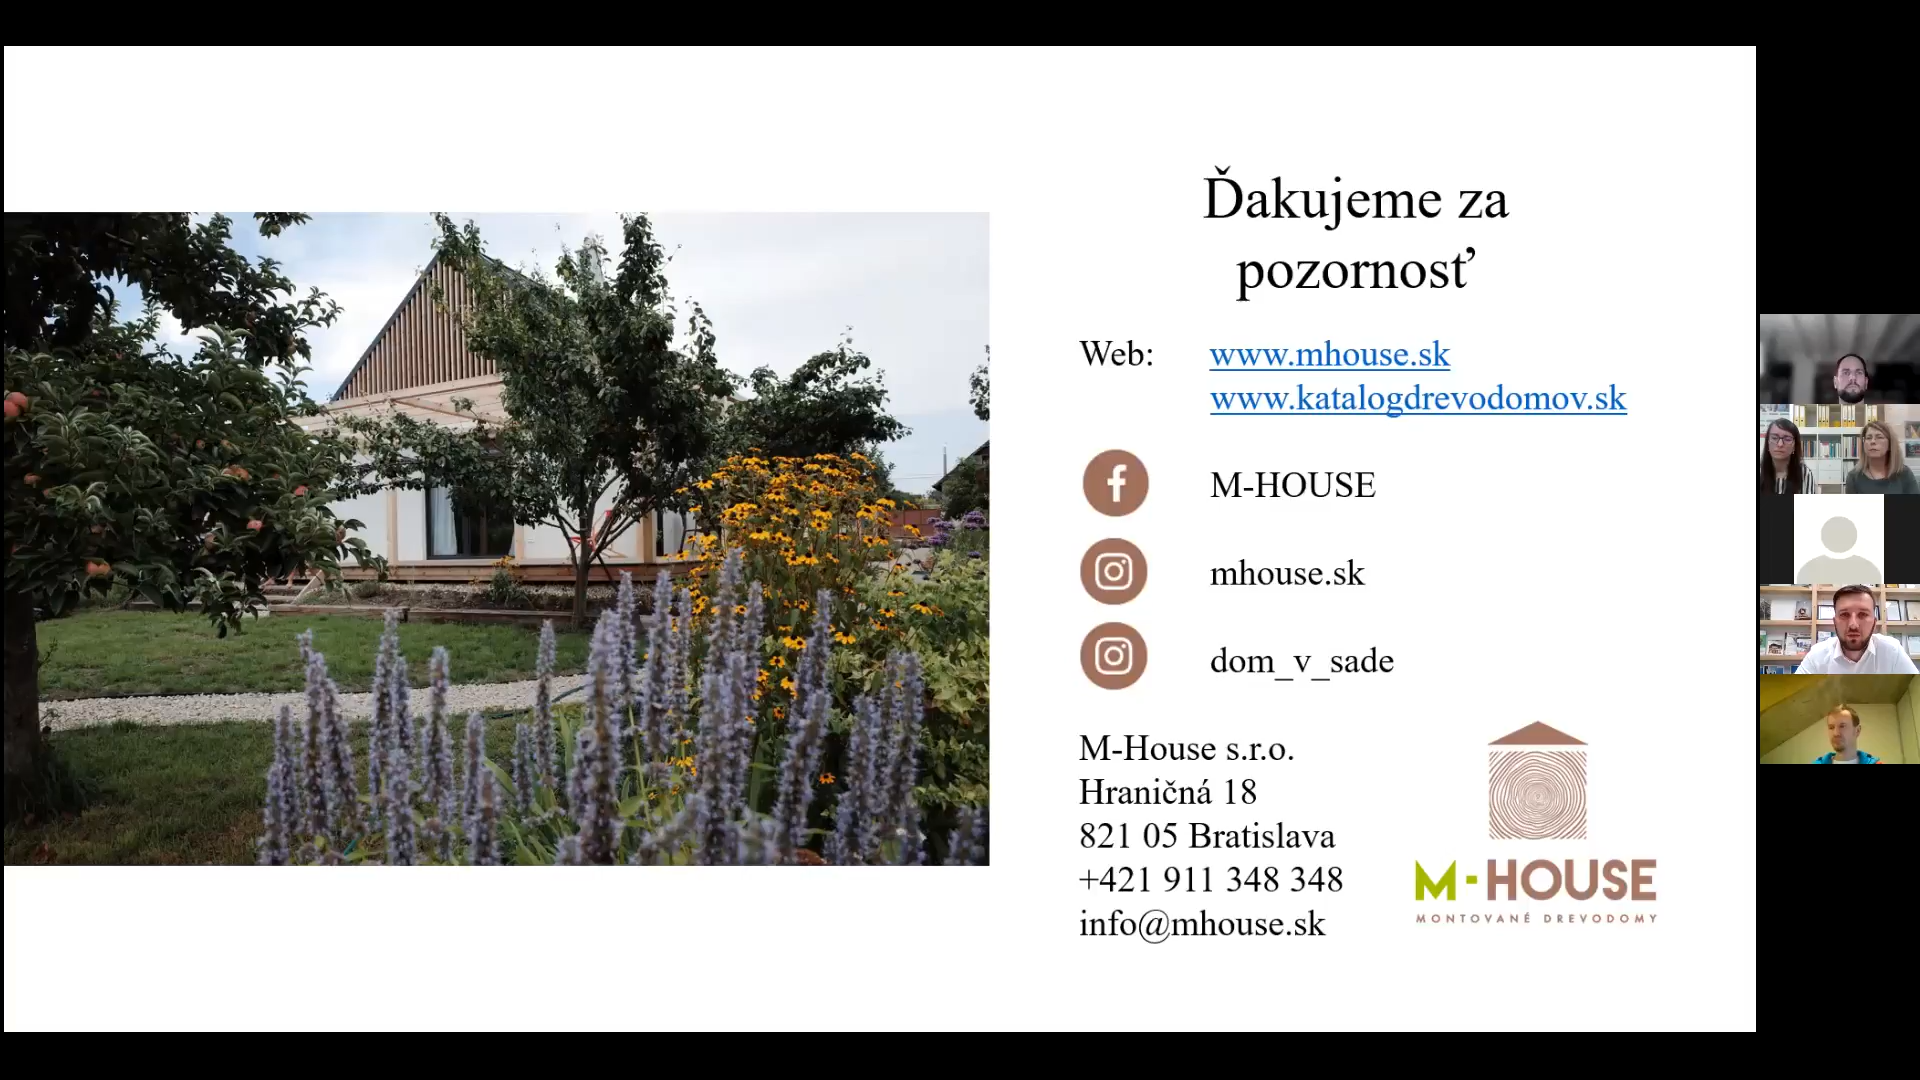 Ďakujeme za
pozornosť
Web: www.mhouse.sk
www.katalogdrevodomov.sk
M-HOUSE
mhouse.sk
dom_v_sade
M-House s.r.o.
Hraničná 18
821 05 Bratislava
+421 911 348 348
info@mhouse.sk
M-HOUSE
MONTOVANÉ DREVODOMY